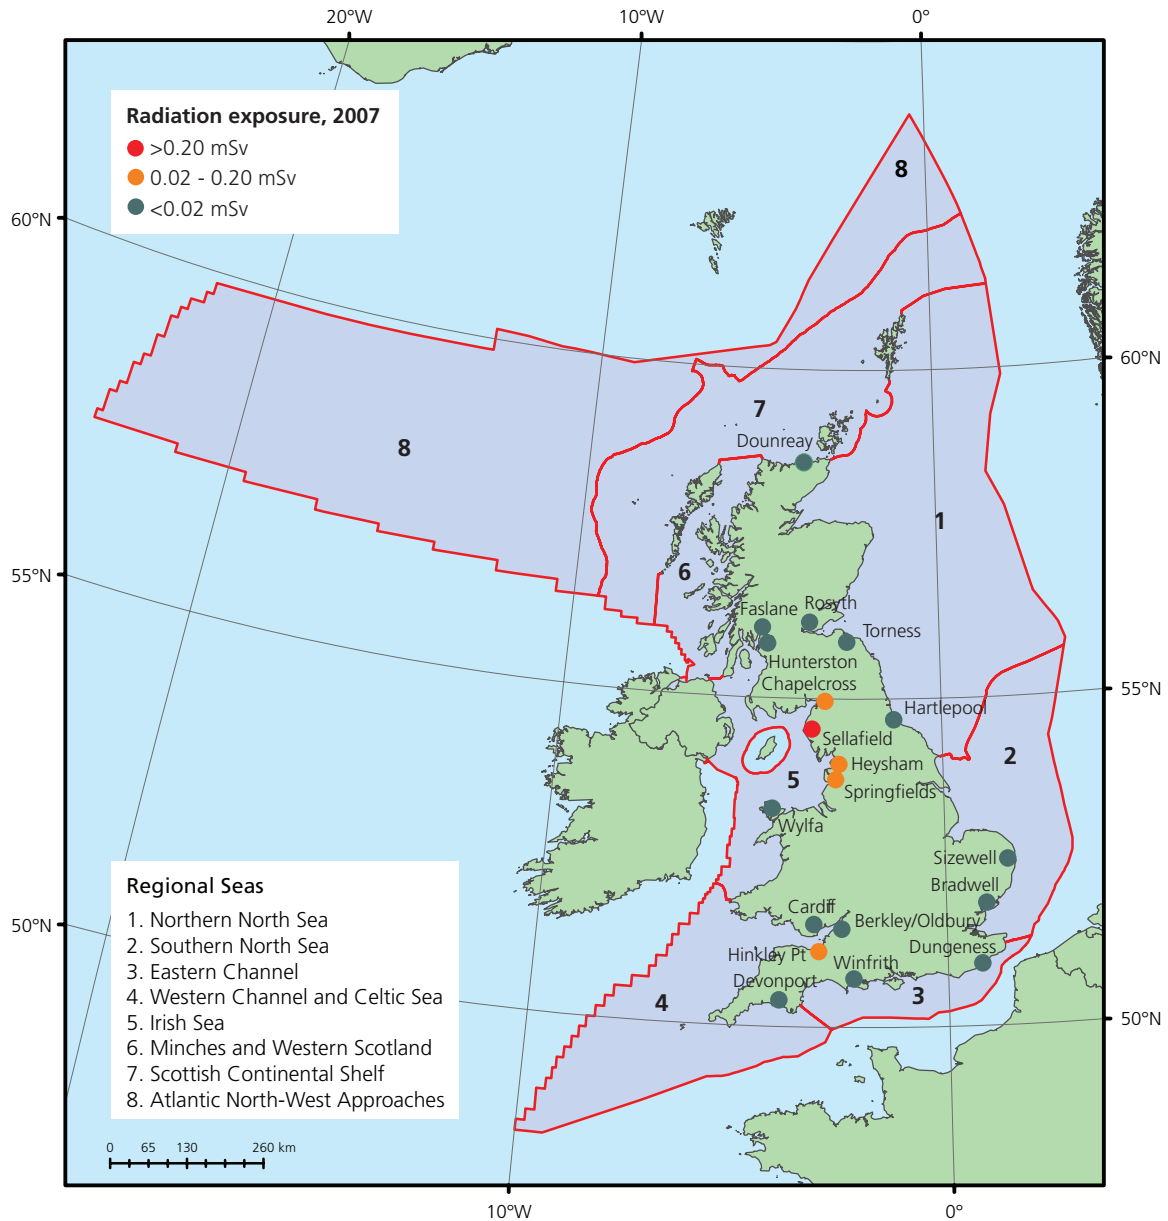 20°W 10°W 0°
Radiation exposure, 2007
>0.20 mSv
0.02 - 0.20 mSv
<0.02 mSv
8
60°N
60°N
7
8
Dounreay
1
55°N
6
Faslane
Rosyth
Torness
Hunterston
Chapelcross
55°N
Hartlepool
Sellafield
2
Heysham
5
Springfields
Wylfa
Sizewell
Bradwell
Cardiff
Berkley/Oldbury
50°N
Dungeness
Hinkley Pt
Winfrith
Devonport
3
4
50°N
Regional Seas
1. Northern North Sea
2. Southern North Sea
3. Eastern Channel
4. Western Channel and Celtic Sea
5. Irish Sea
6. Minches and Western Scotland
7. Scottish Continental Shelf
8. Atlantic North-West Approaches
0 65 130 260 km
10°W 0°